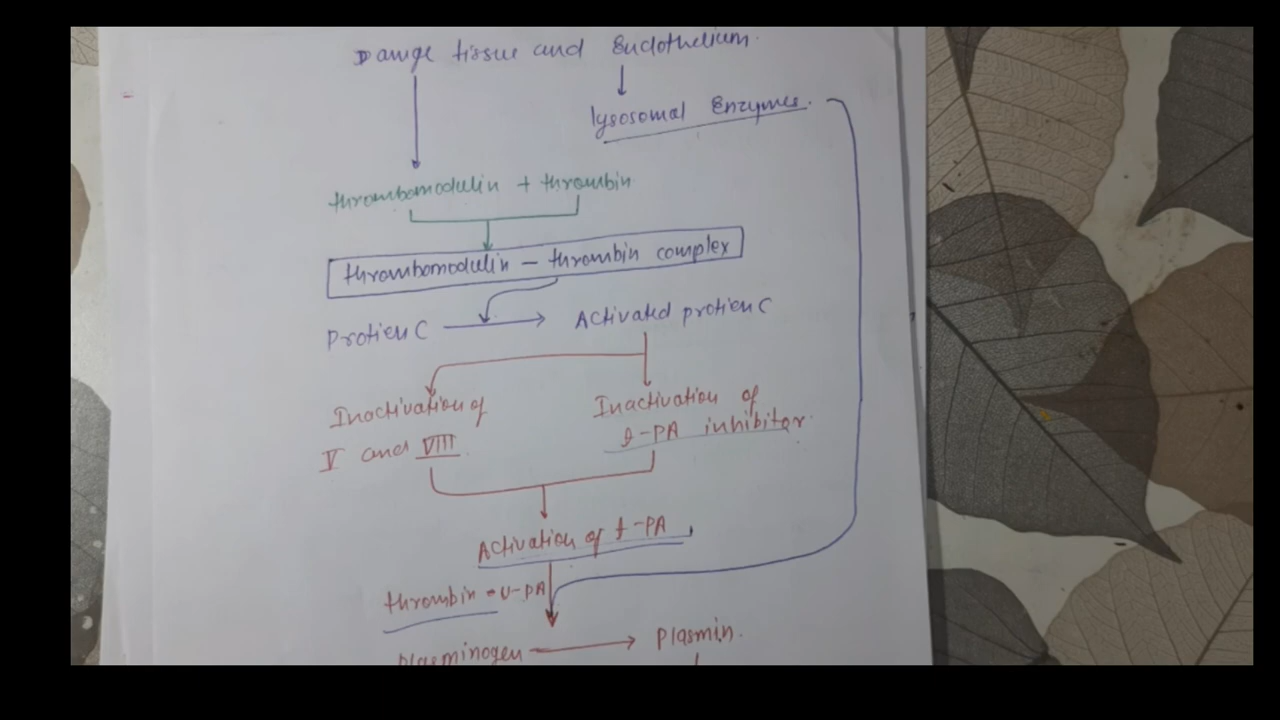 Damge tissue and Endothelium.
lysosomal Enzymes.
thrombomodulin + thrombin
thrombomodulin – thrombin complex
Protien C → Activated protien C
Inactivation of Inactivation of
V and VIII t-PA inhibitor.
Activation of t-PA
thrombin U-PA
plasminogen → Plasmin.